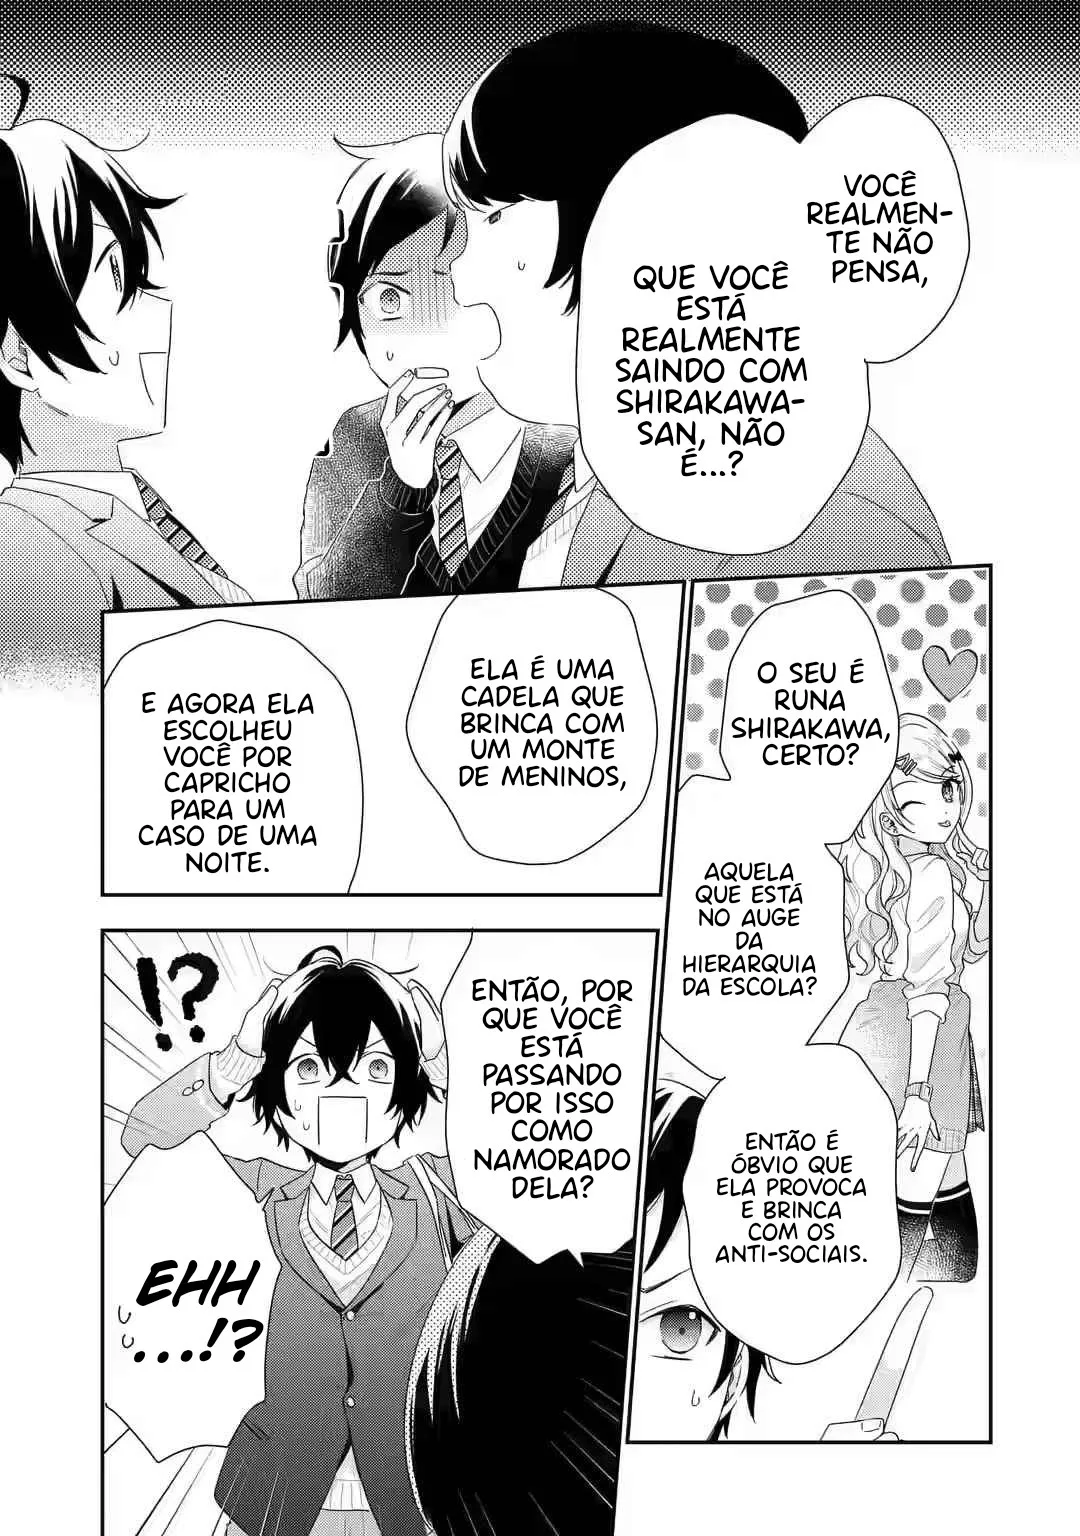 VOCÊ
REALMEN-
TE NÃO
PENSA,
QUE VOCÊ
ESTÁ
REALMENTE
SAINDO COM
SHIRAKAWA-
SAN, NÃO
É...?
O SEU É
RUNA
SHIRAKAWA,
CERTO?
AQUELA
QUE ESTÁ
NO AUGE
DA
HIERARQUIA
DA ESCOLA?
ENTÃO É
ÓBVIO QUE
ELA PROVOCA
E BRINCA
COM OS
ANTI-SOCIAIS.
ELA É UMA
CADELA QUE
BRINCA COM
UM MONTE
DE MENINOS,
E AGORA ELA
ESCOLHEU
VOCÊ POR
CAPRICHO
PARA UM
CASO DE UMA
NOITE.
ENTÃO, POR
QUE VOCÊ
ESTÁ
PASSANDO
POR ISSO
COMO
NAMORADO
DELA?
!?
EHH
...!?